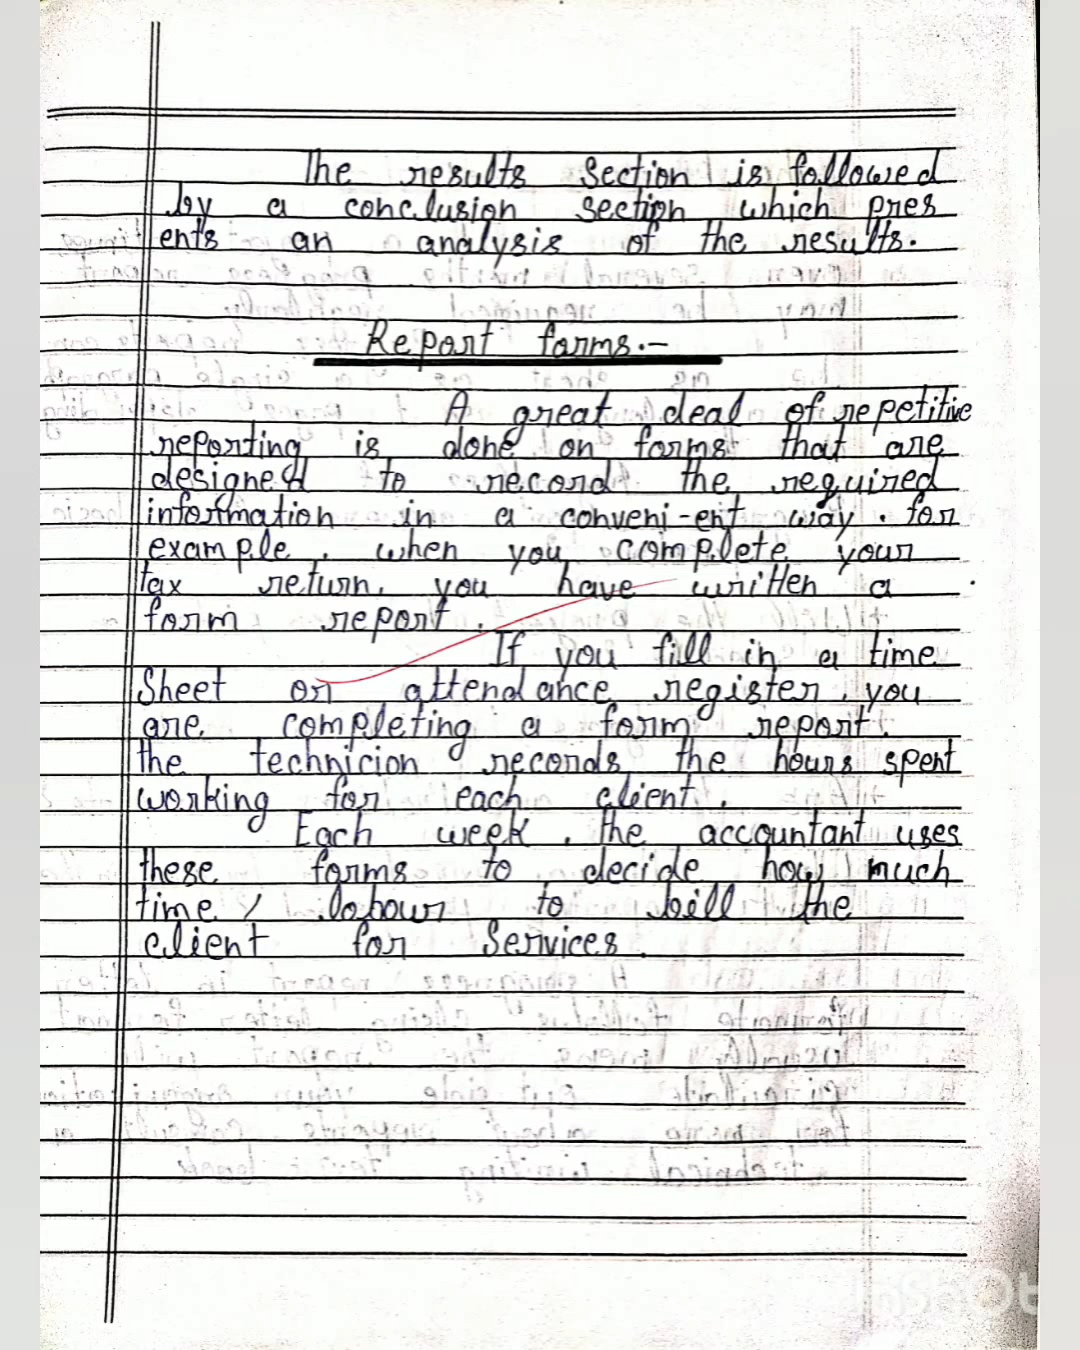 The results Section is followed
by a conclusion section which pres
ents an analysis of the results.
Report forms.-
A great deal of repetitive
reporting is done on forms that are
designed to record the required
information in a conveni-ent way. for
example, when you complete your
tax return, you have written a
form report.
If you fill in a time
Sheet or attendance register, you
are completing a form report.
the technicion records the hours spent
working for each client.
Each week, the accountant uses
these forms to decide how much
time / labour to bill the
client for Services.